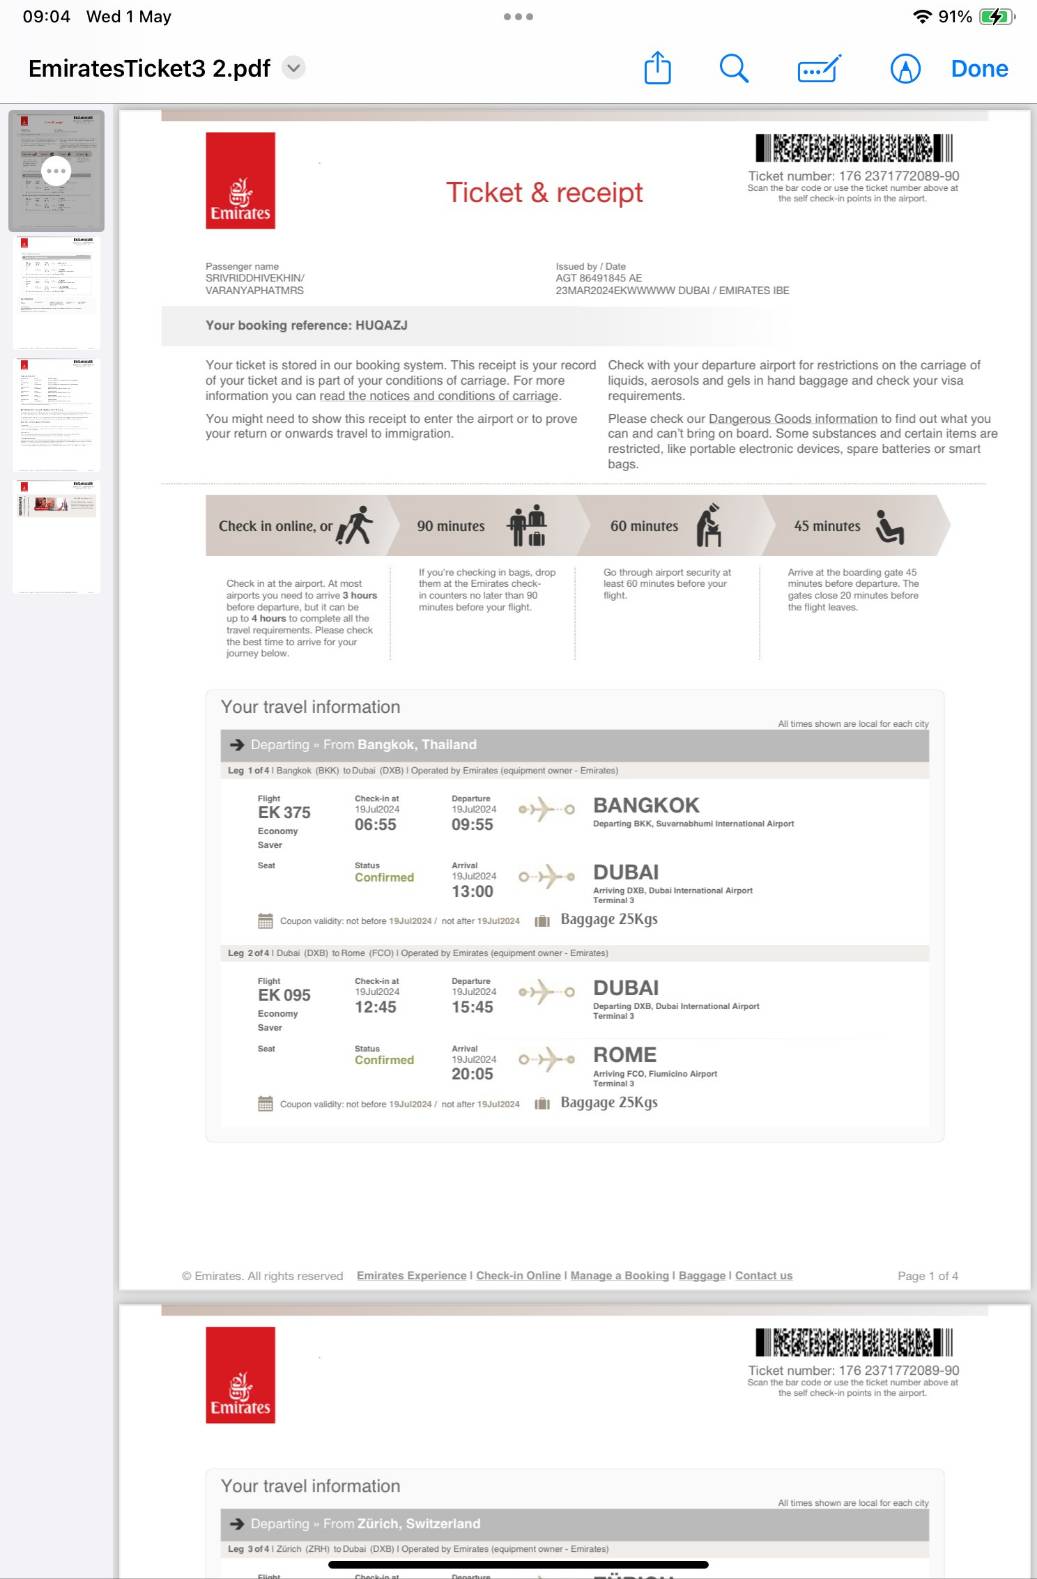 09:04 Wed 1 May
91%
EmiratesTicket3 2.pdf
Done
Emirates
Ticket & receipt
Ticket number: 176 2371772089-90
Scan the bar code or use the ticket number above at
the self check-in points in the airport.
Passenger name
SRIVRIDDHIVEKHIN/
VARANYAPHATMRS
Issued by / Date
AGT 86491845 AE
23MAR2024EKWWWWW DUBAI / EMIRATES IBE
Your booking reference: HUQAZJ
Your ticket is stored in our booking system. This receipt is your record
of your ticket and is part of your conditions of carriage. For more
information you can read the notices and conditions of carriage.
You might need to show this receipt to enter the airport or to prove
your return or onwards travel to immigration.
Check with your departure airport for restrictions on the carriage of
liquids, aerosols and gels in hand baggage and check your visa
requirements.
Please check our Dangerous Goods information to find out what you
can and can't bring on board. Some substances and certain items are
restricted, like portable electronic devices, spare batteries or smart
bags.
Check in online, or
90 minutes
60 minutes
45 minutes
Check in at the airport. At most
airports you need to arrive 3 hours
before departure, but it can be
up to 4 hours to complete all the
travel requirements. Please check
the best time to arrive for your
journey below.
If you're checking in bags, drop
them at the Emirates check-
in counters no later than 90
minutes before your flight.
Go through airport security at
least 60 minutes before your
flight.
Arrive at the boarding gate 45
minutes before departure. The
gates close 20 minutes before
the flight leaves.
Your travel information
All times shown are local for each city
Departing » From Bangkok, Thailand
Leg 1 of 4 | Bangkok (BKK) to Dubai (DXB) | Operated by Emirates (equipment owner - Emirates)
Flight
EK 375
Economy
Saver
Check-in at
19Jul2024
06:55
Departure
19Jul2024
09:55
BANGKOK
Departing BKK, Suvarnabhumi International Airport
Seat
Status
Confirmed
Arrival
19Jul2024
13:00
DUBAI
Arriving DXB, Dubai International Airport
Terminal 3
Coupon validity: not before 19Jul2024 / not after 19Jul2024
Baggage 25Kgs
Leg 2 of 4 | Dubai (DXB) to Rome (FCO) | Operated by Emirates (equipment owner - Emirates)
Flight
EK 095
Economy
Saver
Check-in at
19Jul2024
12:45
Departure
19Jul2024
15:45
DUBAI
Departing DXB, Dubai International Airport
Terminal 3
Seat
Status
Confirmed
Arrival
19Jul2024
20:05
ROME
Arriving FCO, Fiumicino Airport
Terminal 3
Coupon validity: not before 19Jul2024 / not after 19Jul2024
Baggage 25Kgs
© Emirates. All rights reserved Emirates Experience | Check-in Online | Manage a Booking | Baggage | Contact us
Page 1 of 4
Emirates
Ticket number: 176 2371772089-90
Scan the bar code or use the ticket number above at
the self check-in points in the airport.
Your travel information
All times shown are local for each city
Departing » From Zürich, Switzerland
Leg 3 of 4 | Zürich (ZRH) to Dubai (DXB) | Operated by Emirates (equipment owner - Emirates)
Flight
Check-in at
Departure
ZÜRICH